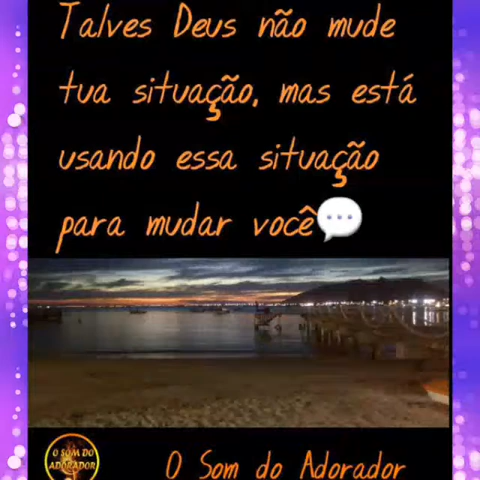 Talves Deus não mude
tua situação, mas está
usando essa situação
para mudar você
O SOM DO
ADORADOR
O Som do Adorador